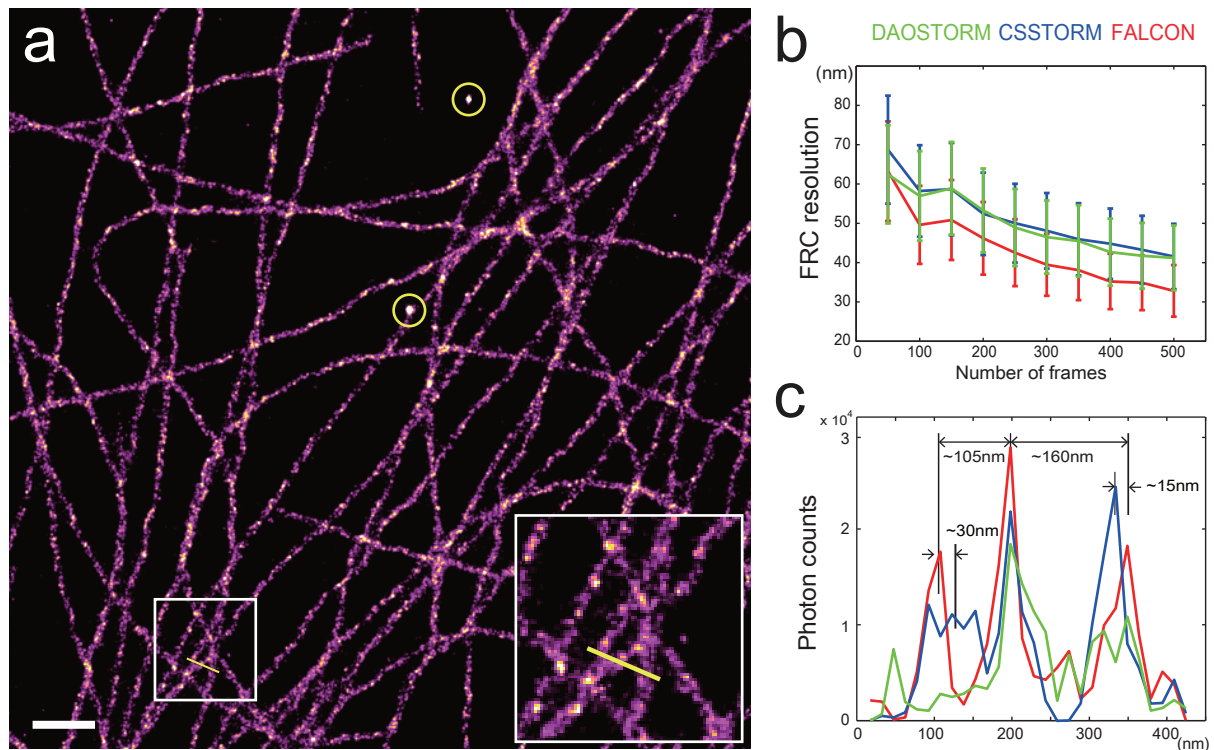 a
b
DAOSTORM CSSTORM FALCON
(nm)
80
70
60
50
40
30
20
FRC resolution
0 100 200 300 400 500
Number of frames
c
x 10⁴
3
2
1
0
Photon counts
~105nm ~160nm
~15nm
~30nm
0 100 200 300 400 (nm)